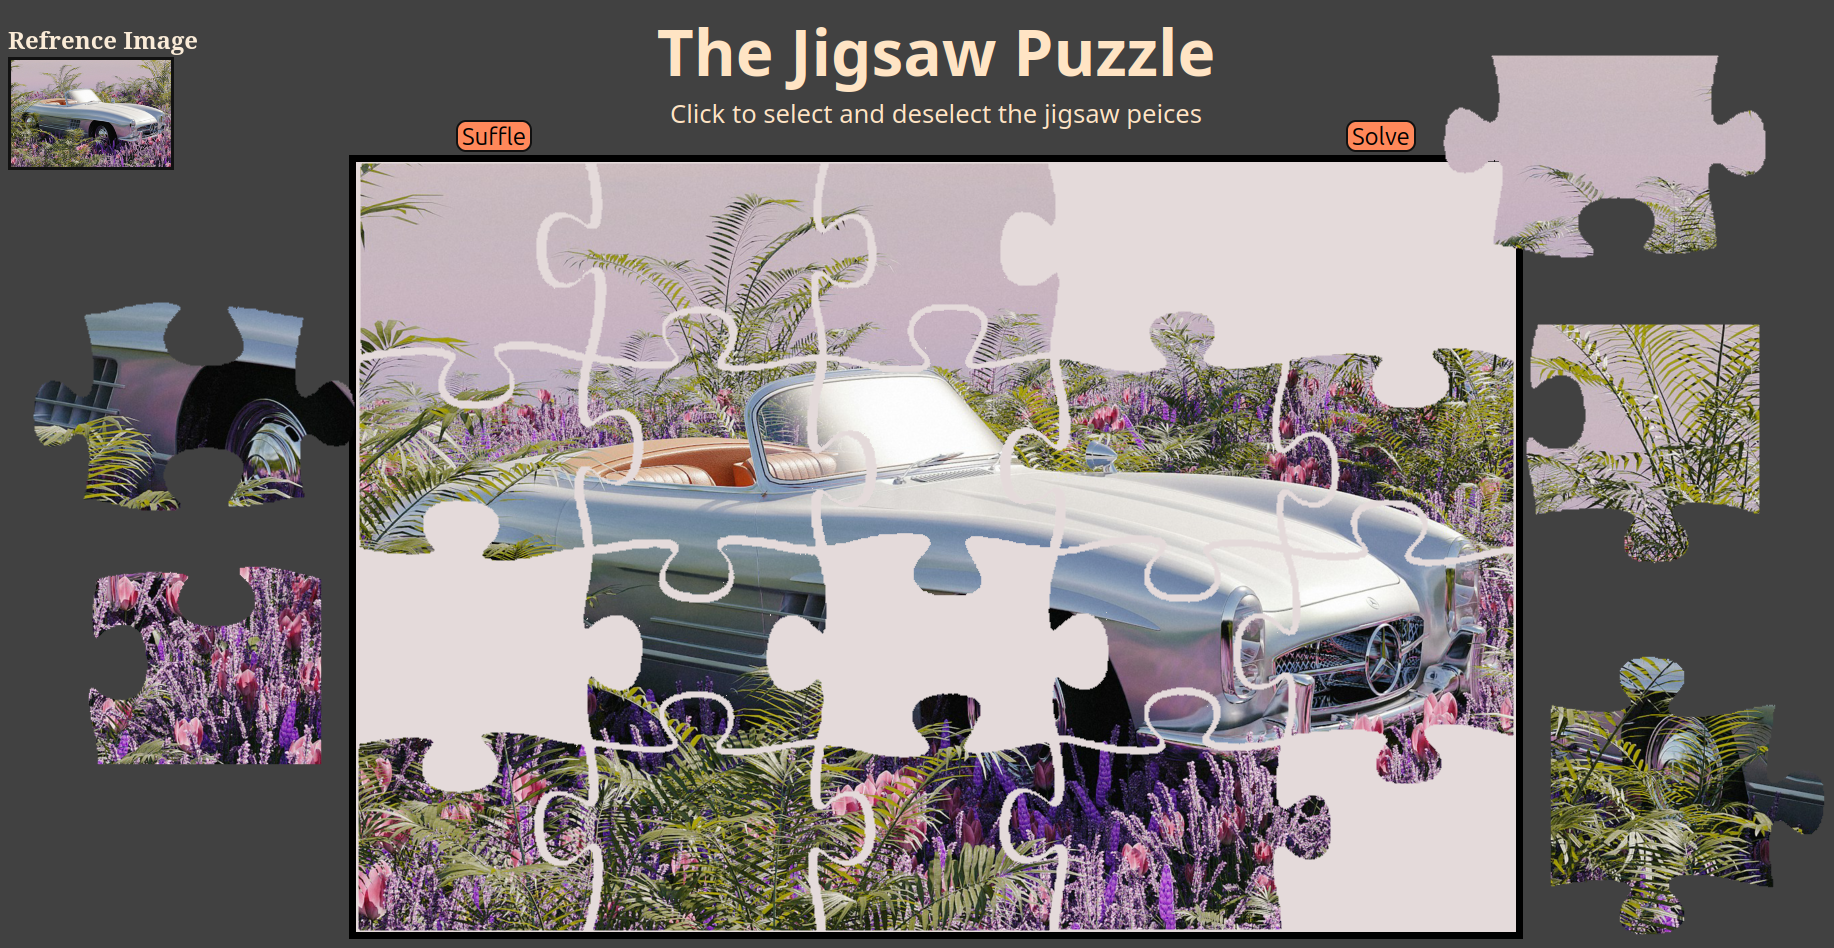 Refrence Image
The Jigsaw Puzzle
Click to select and deselect the jigsaw peices
Suffle
Solve